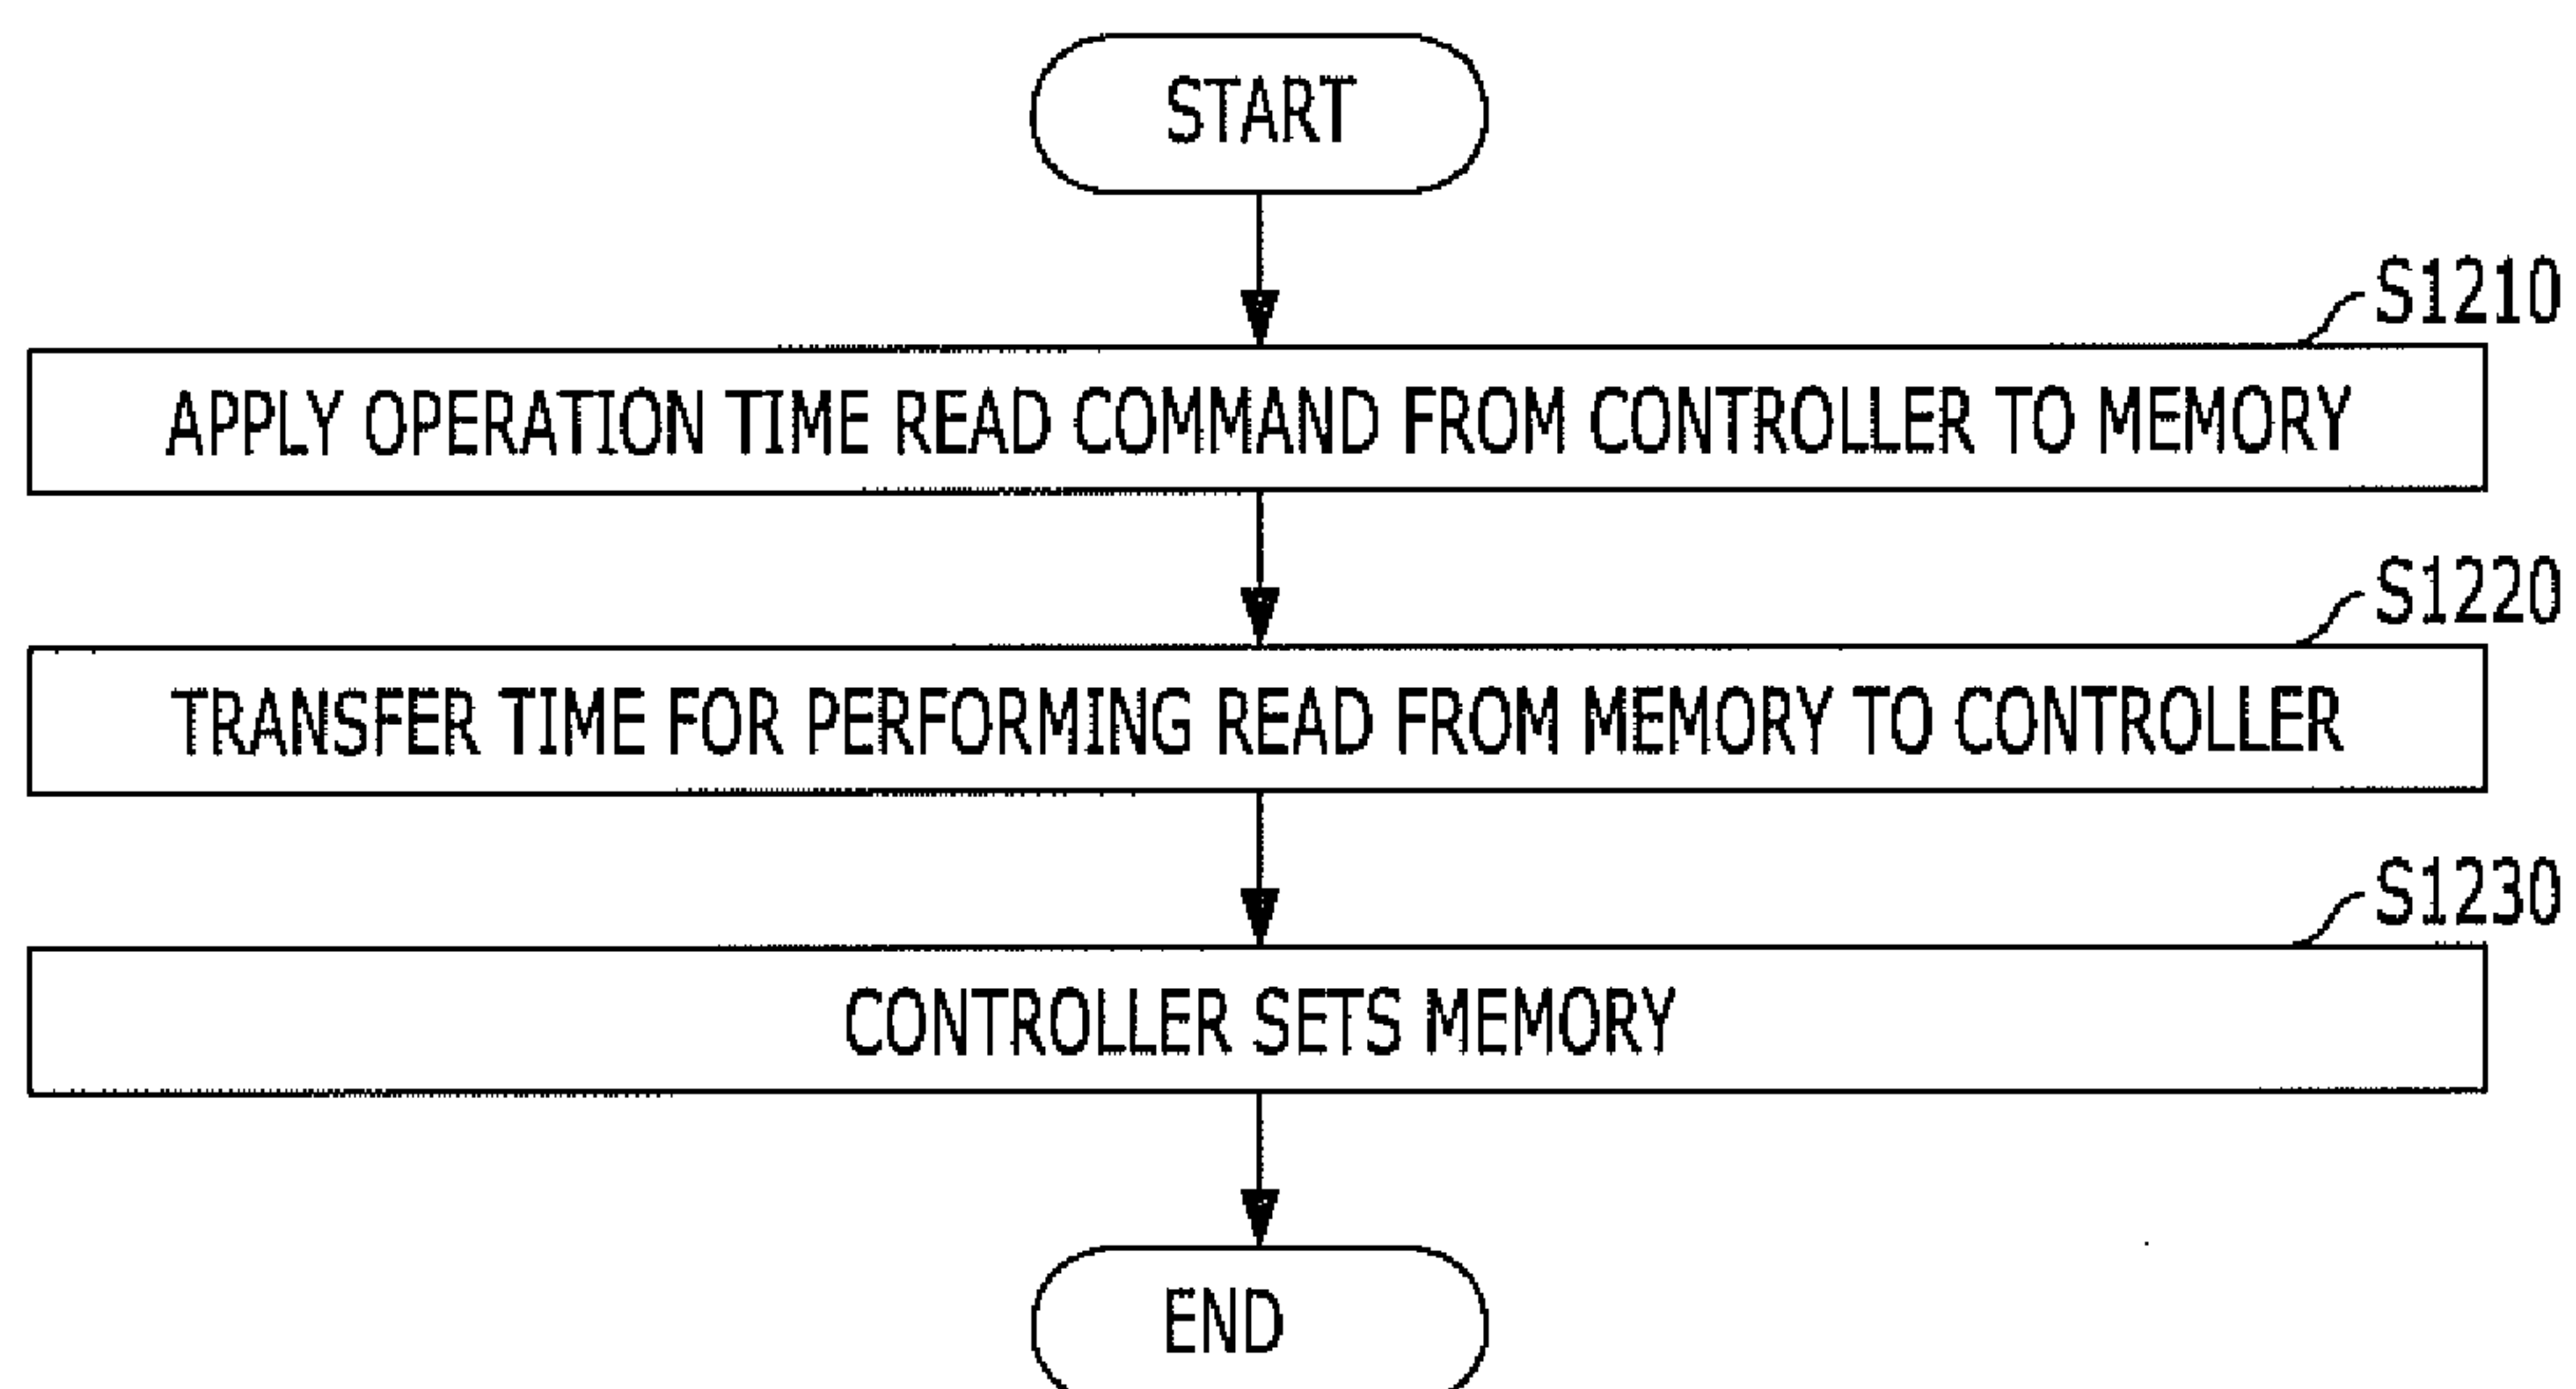 START
S1210
APPLY OPERATION TIME READ COMMAND FROM CONTROLLER TO MEMORY
S1220
TRANSFER TIME FOR PERFORMING READ FROM MEMORY TO CONTROLLER
S1230
CONTROLLER SETS MEMORY
END